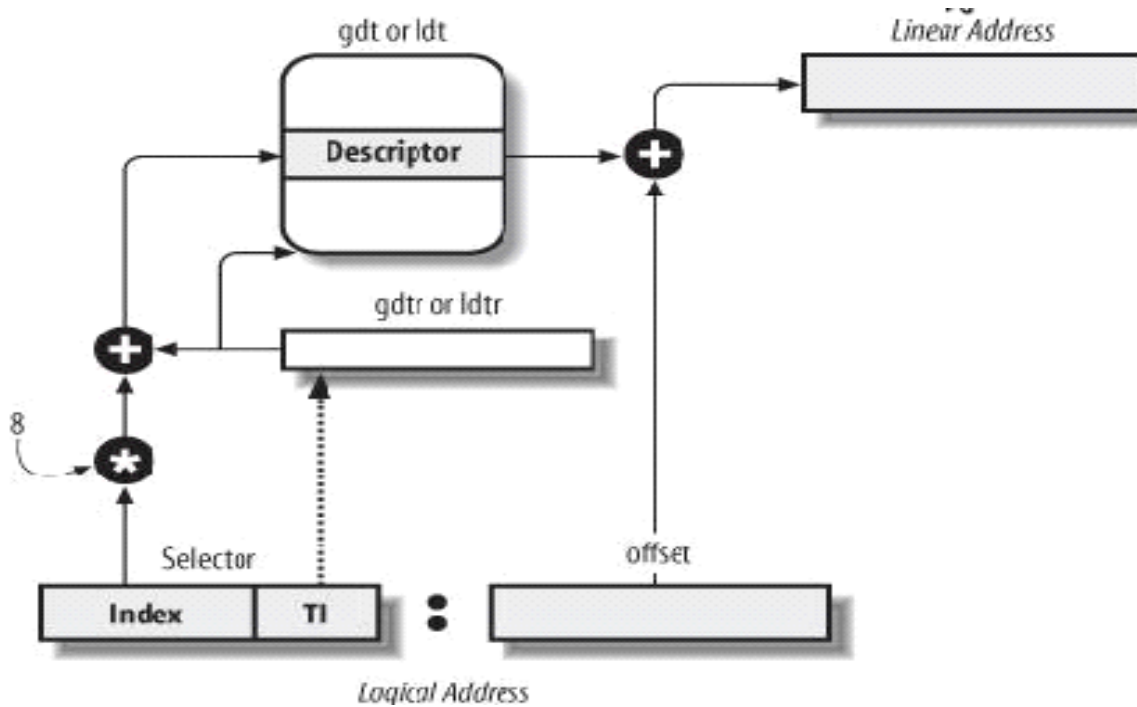 gdt or ldt
Linear Address
Descriptor
gdtr or ldtr
8
Selector
offset
Index
TI
:
Logical Address